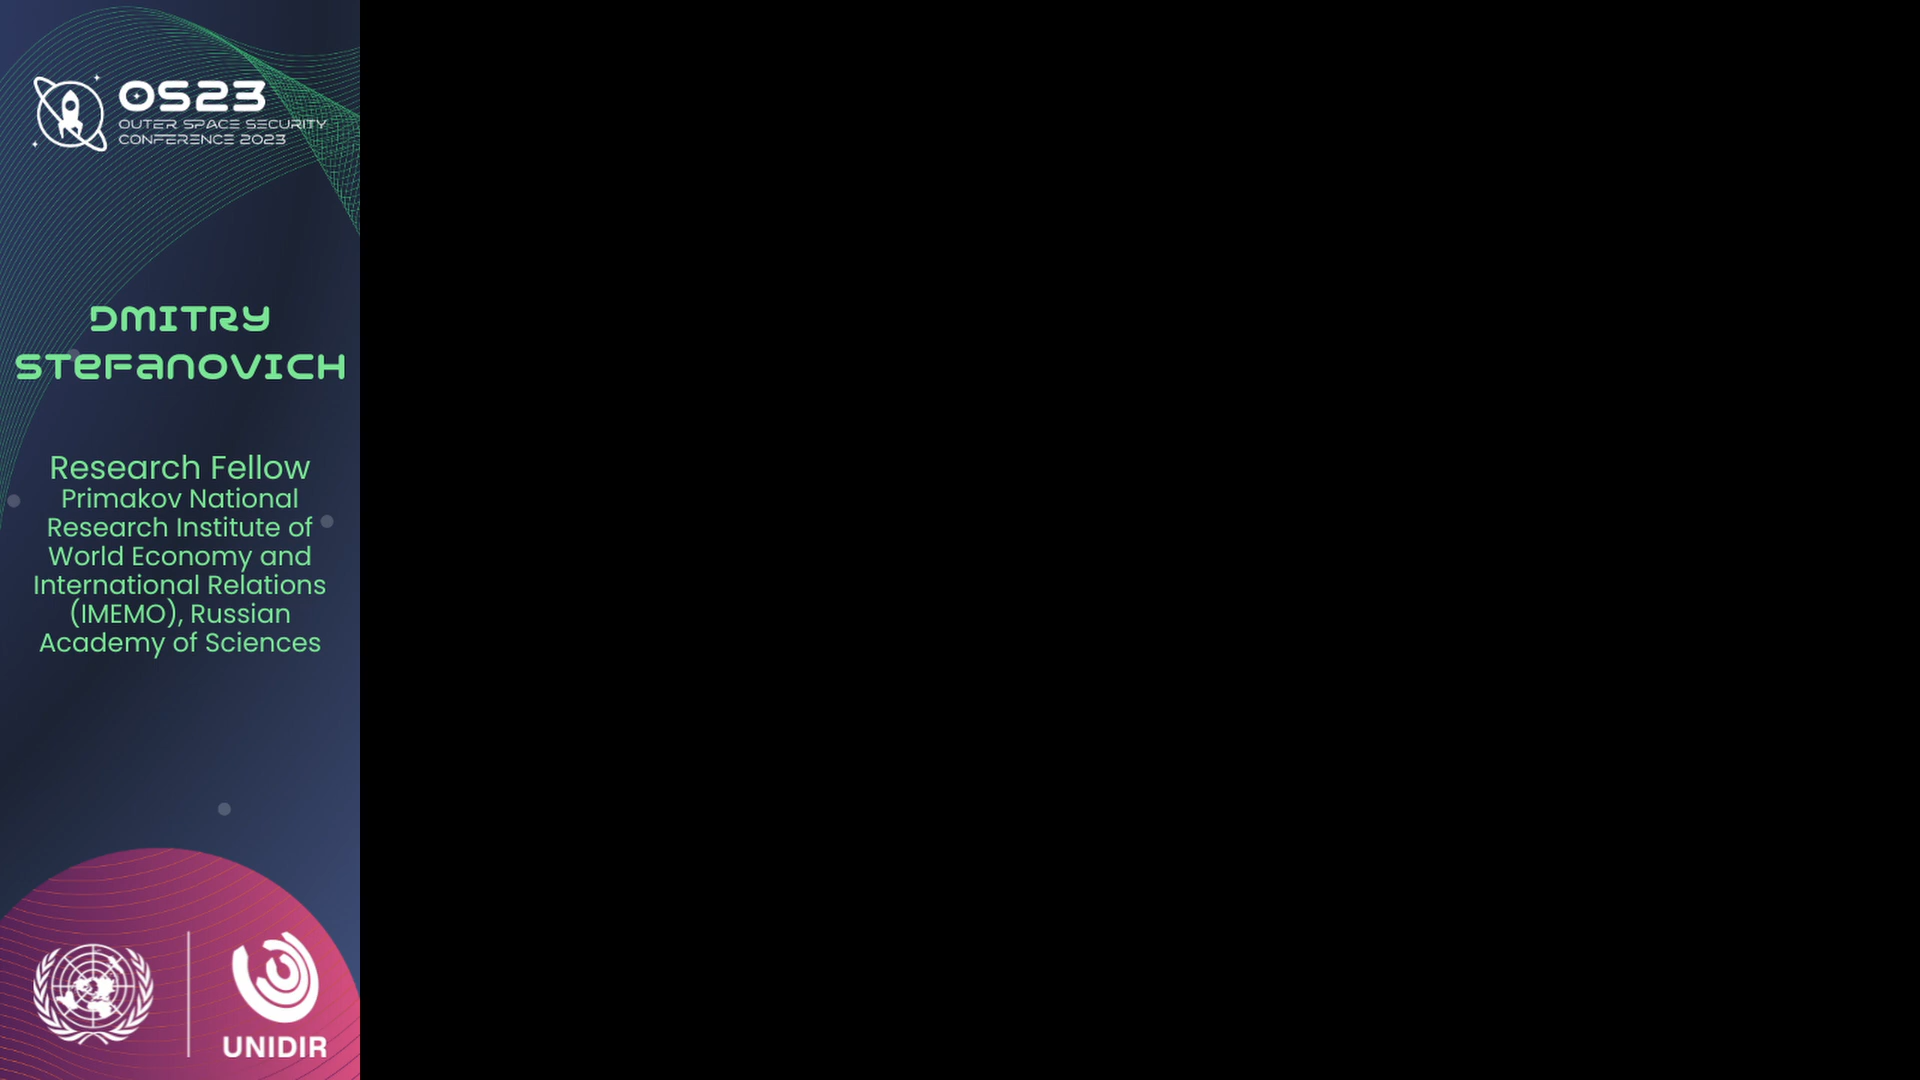 OS23
OUTER SPACE SECURITY
CONFERENCE 2023
DMITRY
STEFANOVICH
Research Fellow
Primakov National
Research Institute of
World Economy and
International Relations
(IMEMO), Russian
Academy of Sciences
UNIDIR